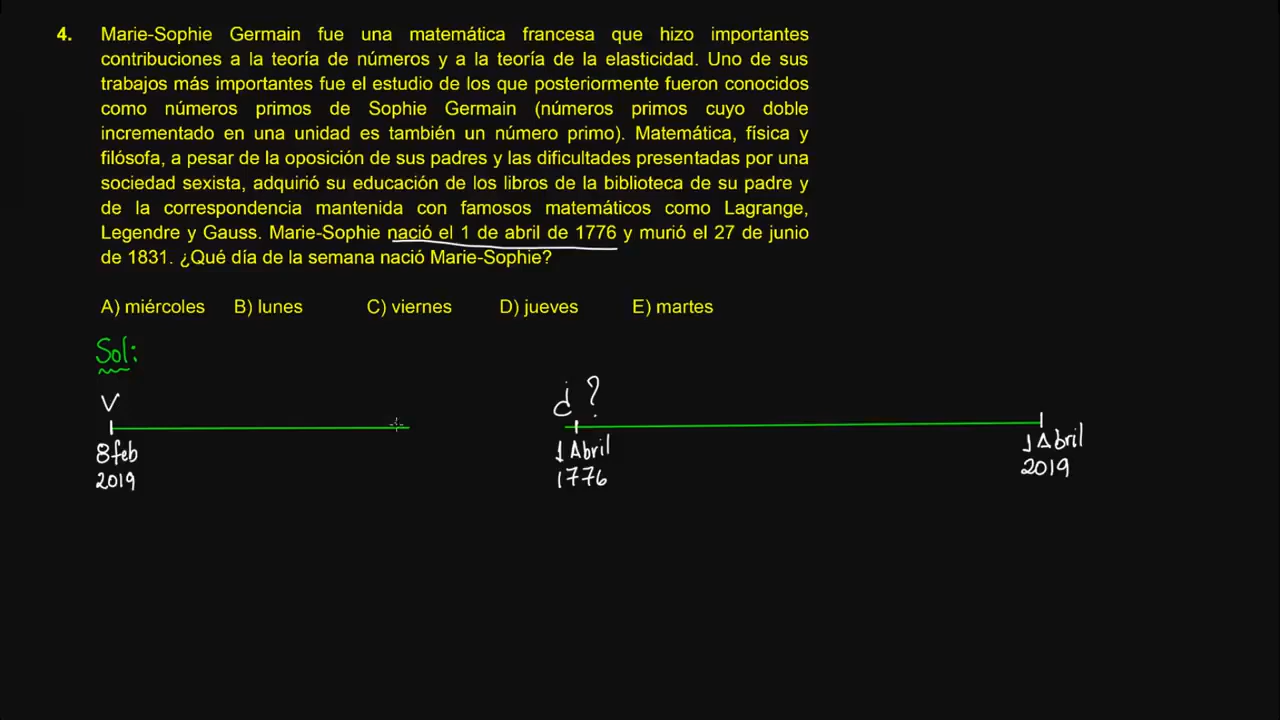 4. Marie-Sophie Germain fue una matemática francesa que hizo importantes
contribuciones a la teoría de números y a la teoría de la elasticidad. Uno de sus
trabajos más importantes fue el estudio de los que posteriormente fueron conocidos
como números primos de Sophie Germain (números primos cuyo doble
incrementado en una unidad es también un número primo). Matemática, física y
filósofa, a pesar de la oposición de sus padres y las dificultades presentadas por una
sociedad sexista, adquirió su educación de los libros de la biblioteca de su padre y
de la correspondencia mantenida con famosos matemáticos como Lagrange,
Legendre y Gauss. Marie-Sophie nació el 1 de abril de 1776 y murió el 27 de junio
de 1831. ¿Qué día de la semana nació Marie-Sophie?
A) miércoles B) lunes C) viernes D) jueves E) martes
Sol:
V
8 feb
2019
¿ ?
1 Abril
1776
1 Abril
2019